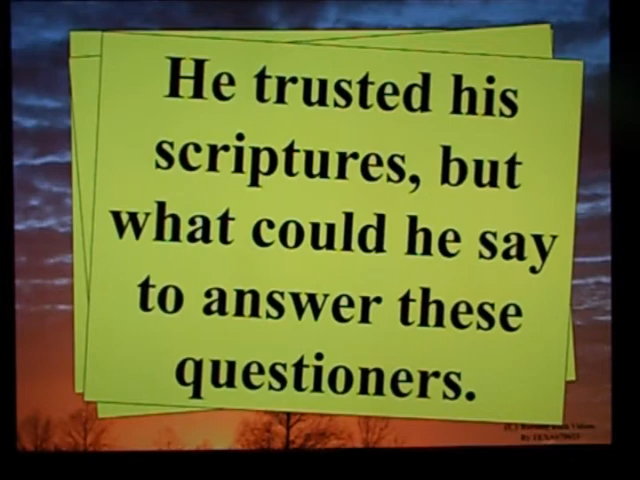 He trusted his
scriptures, but
what could he say
to answer these
questioners.